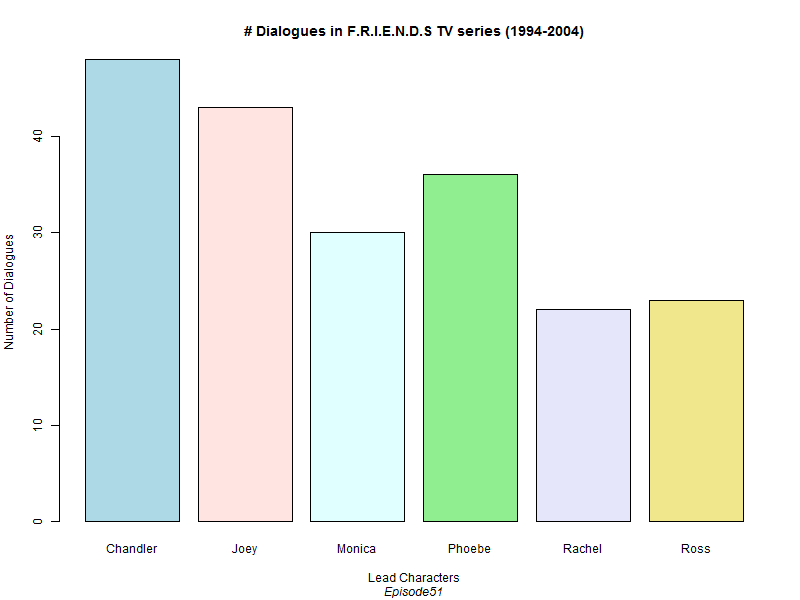 # Dialogues in F.R.I.E.N.D.S TV series (1994-2004)
Number of Dialogues
40
30
20
10
0
Chandler Joey Monica Phoebe Rachel Ross
Lead Characters
Episode51